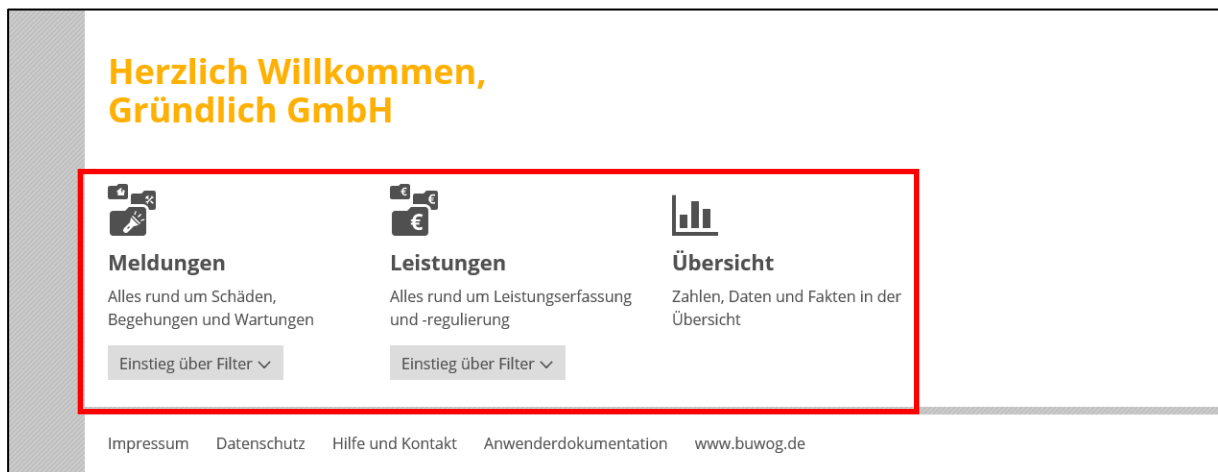 Herzlich Willkommen,
Gründlich GmbH
Meldungen
Alles rund um Schäden,
Begehungen und Wartungen
Einstieg über Filter
Leistungen
Alles rund um Leistungserfassung
und -regulierung
Einstieg über Filter
Übersicht
Zahlen, Daten und Fakten in der
Übersicht
Impressum Datenschutz Hilfe und Kontakt Anwenderdokumentation www.buwog.de